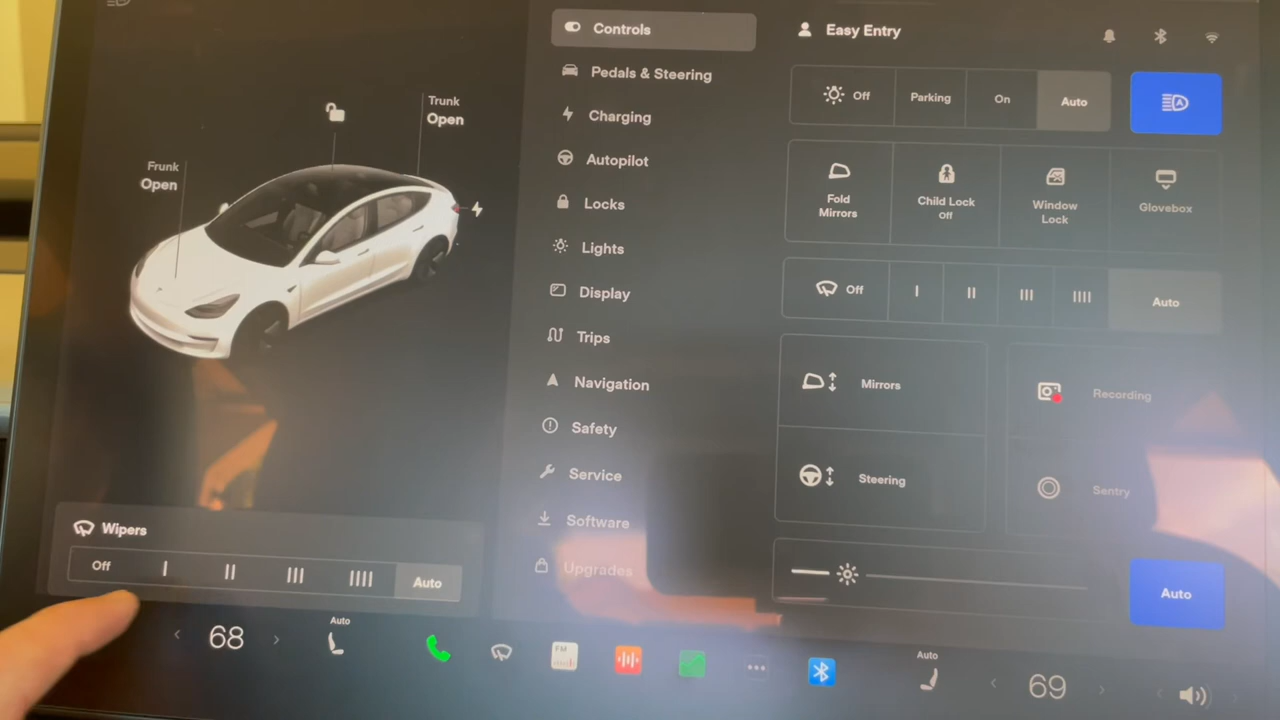 Trunk
Open
Frunk
Open
Wipers
Off I II III IIII Auto
Controls
Pedals & Steering
Charging
Autopilot
Locks
Lights
Display
Trips
Navigation
Safety
Service
Software
Upgrades
Easy Entry
Off Parking On Auto
Fold
Mirrors
Child Lock
Off
Window
Lock
Glovebox
Off I II III IIII Auto
Mirrors
Recording
Steering
Sentry
Auto
68
Auto
FM
Auto
69